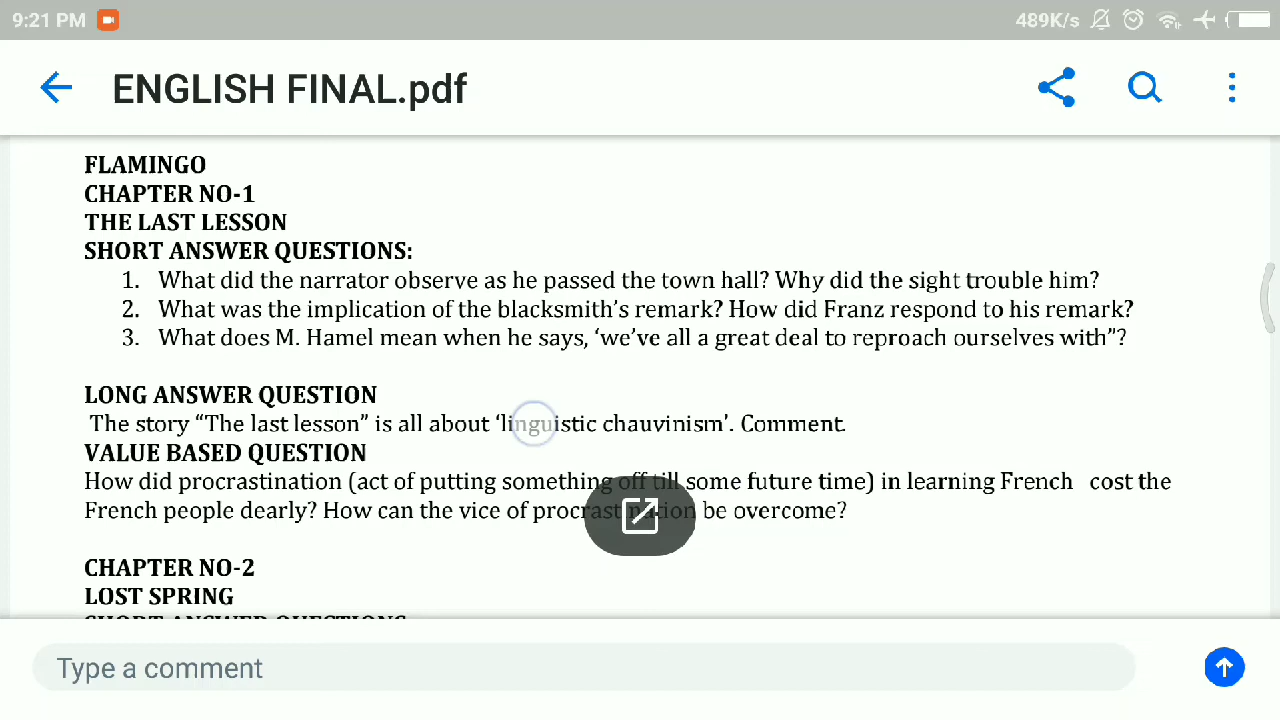 9:21 PM
489K/s
ENGLISH FINAL.pdf
FLAMINGO
CHAPTER NO-1
THE LAST LESSON
SHORT ANSWER QUESTIONS:
1. What did the narrator observe as he passed the town hall? Why did the sight trouble him?
2. What was the implication of the blacksmith's remark? How did Franz respond to his remark?
3. What does M. Hamel mean when he says, ‘we've all a great deal to reproach ourselves with”?
LONG ANSWER QUESTION
The story “The last lesson” is all about ‘linguistic chauvinism’. Comment.
VALUE BASED QUESTION
How did procrastination (act of putting something off till some future time) in learning French cost the
French people dearly? How can the vice of procrastination be overcome?
CHAPTER NO-2
LOST SPRING
SHORT ANSWER QUESTIONS
Type a comment